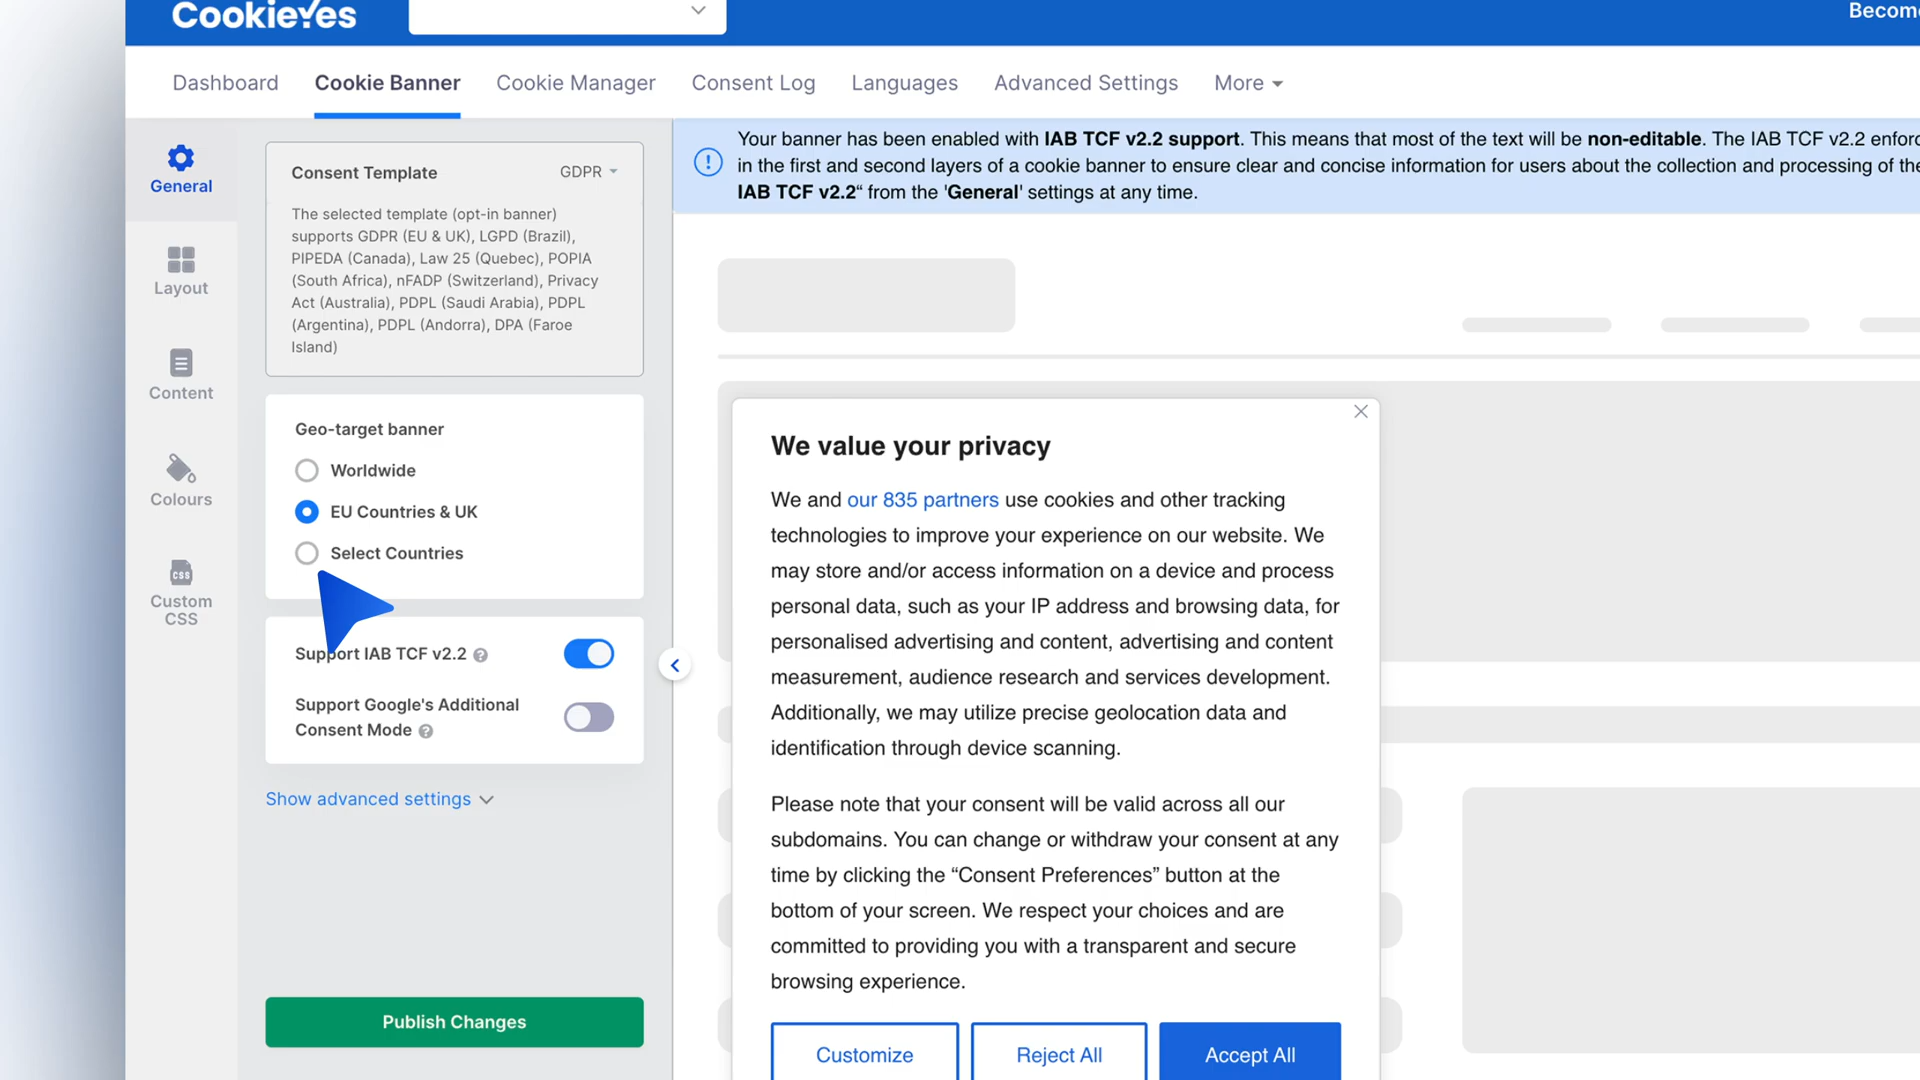 CookieYes
Becom
Dashboard
Cookie Banner
Cookie Manager
Consent Log
Languages
Advanced Settings
More
General
Layout
Content
Colours
css
Custom
CSS
Consent Template
GDPR
The selected template (opt-in banner)
supports GDPR (EU & UK), LGPD (Brazil),
PIPEDA (Canada), Law 25 (Quebec), POPIA
(South Africa), nFADP (Switzerland), Privacy
Act (Australia), PDPL (Saudi Arabia), PDPL
(Argentina), PDPL (Andorra), DPA (Faroe
Island)
Geo-target banner
Worldwide
EU Countries & UK
Select Countries
Support IAB TCF v2.2 ?
Support Google's Additional
Consent Mode ?
Show advanced settings
Publish Changes
Your banner has been enabled with IAB TCF v2.2 support. This means that most of the text will be non-editable. The IAB TCF v2.2 enforc
in the first and second layers of a cookie banner to ensure clear and concise information for users about the collection and processing of the
IAB TCF v2.2“ from the 'General' settings at any time.
We value your privacy
We and our 835 partners use cookies and other tracking
technologies to improve your experience on our website. We
may store and/or access information on a device and process
personal data, such as your IP address and browsing data, for
personalised advertising and content, advertising and content
measurement, audience research and services development.
Additionally, we may utilize precise geolocation data and
identification through device scanning.
Please note that your consent will be valid across all our
subdomains. You can change or withdraw your consent at any
time by clicking the “Consent Preferences” button at the
bottom of your screen. We respect your choices and are
committed to providing you with a transparent and secure
browsing experience.
Customize
Reject All
Accept All